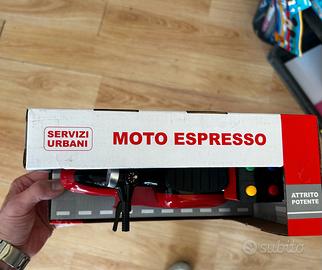 SERVIZI
URBANI
MOTO ESPRESSO
ATTRITO
POTENTE
subito